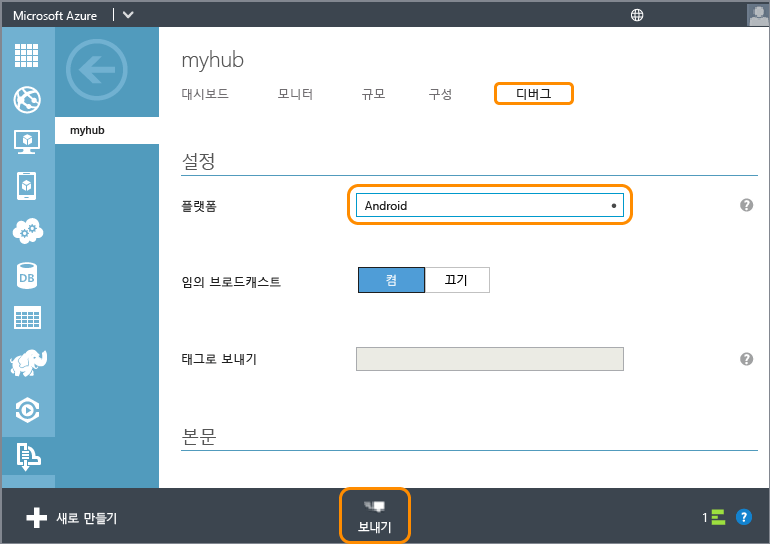 Microsoft Azure
myhub
대시보드 모니터 규모 구성 디버그
myhub
설정
플랫폼 Android ?
임의 브로드캐스트 켬 끄기
DB
태그로 보내기 ?
본문
새로 만들기 보내기 1 ?